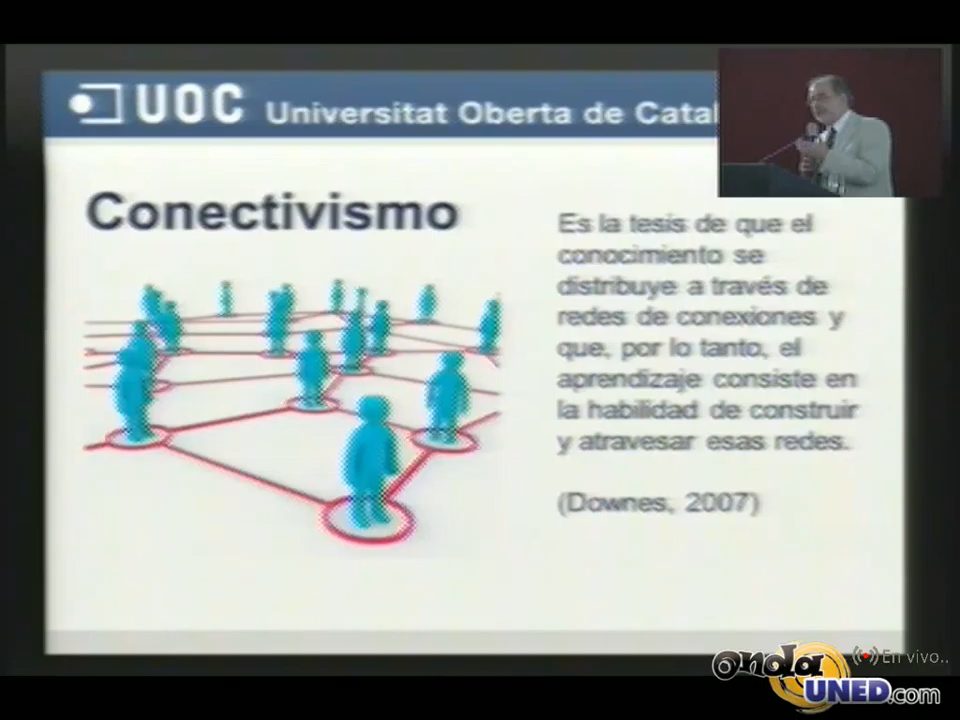 UOC Universitat Oberta de Catal
Conectivismo
Es la tesis de que el
conocimiento se
distribuye a través de
redes de conexiones y
que, por lo tanto, el
aprendizaje consiste en
la habilidad de construir
y atravesar esas redes.
(Downes, 2007)
En vivo..
onda
UNED.com